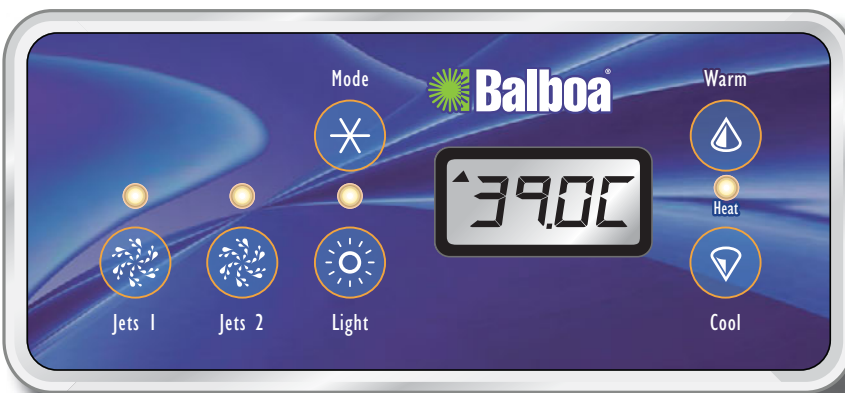 Mode
Balboa®
Warm
39.0C
Heat
Jets 1
Jets 2
Light
Cool